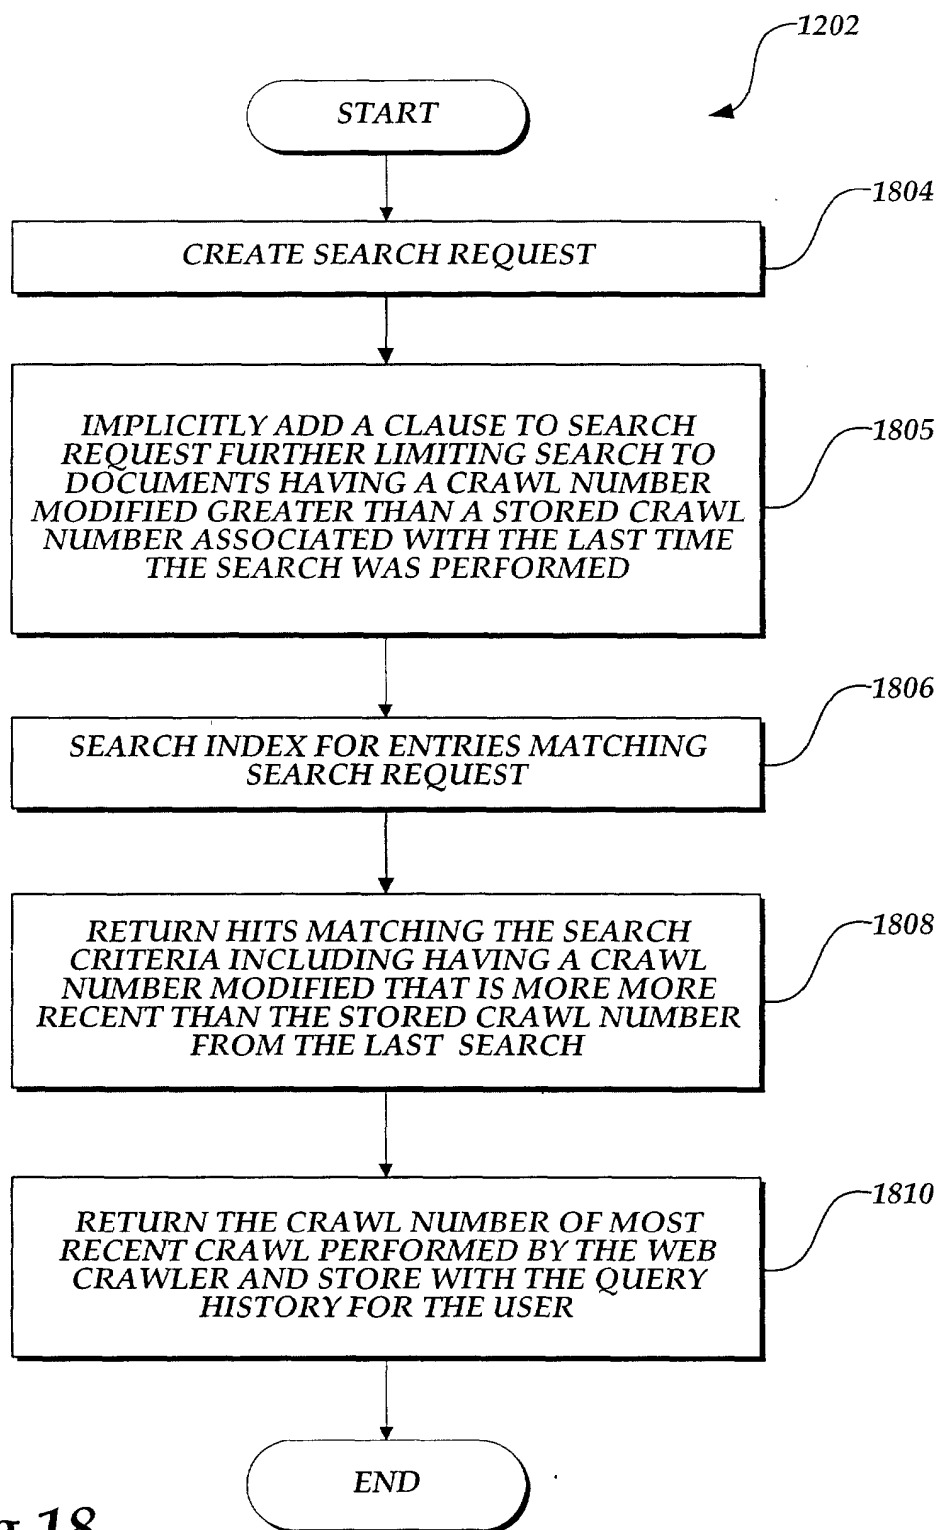 1202
START
1804
CREATE SEARCH REQUEST
IMPLICITLY ADD A CLAUSE TO SEARCH
1805
REQUEST FURTHER LIMITING SEARCH TO
DOCUMENTS HAVING A CRAWL NUMBER
MODIFIED GREATER THAN A STORED CRAWL
NUMBER ASSOCIATED WITH THE LAST TIME
THE SEARCH WAS PERFORMED
1806
SEARCH INDEX FOR ENTRIES MATCHING
SEARCH REQUEST
1808
RETURN HITS MATCHING THE SEARCH
CRITERIA INCLUDING HAVING A CRAWL
NUMBER MODIFIED THAT IS MORE MORE
RECENT THAN THE STORED CRAWL NUMBER
FROM THE LAST SEARCH
1810
RETURN THE CRAWL NUMBER OF MOST
RECENT CRAWL PERFORMED BY THE WEB
CRAWLER AND STORE WITH THE QUERY
HISTORY FOR THE USER
END
18